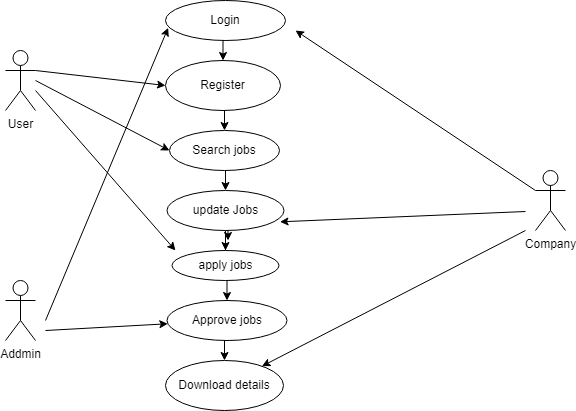 Login
Register
User
Search jobs
update Jobs
Company
apply jobs
Approve jobs
Addmin
Download details